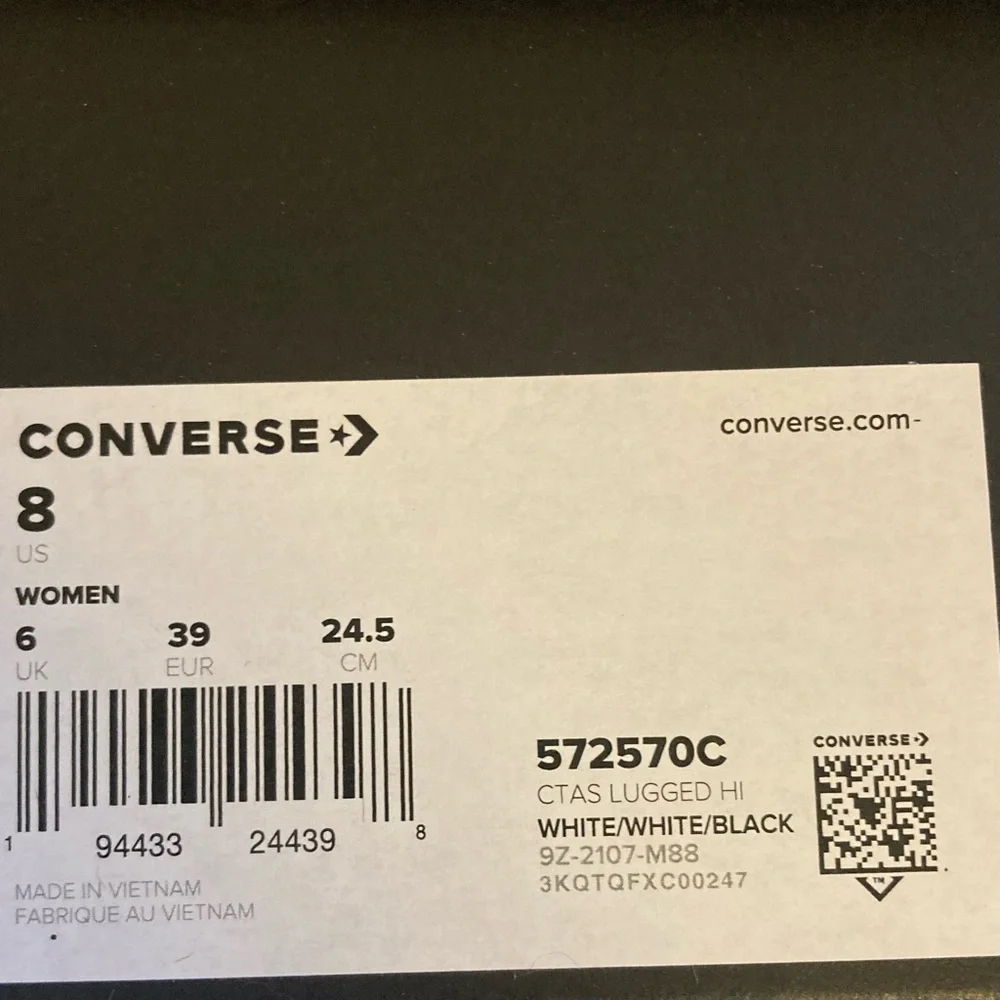 CONVERSE
converse.com-
8
US
WOMEN
6 39 24.5
UK EUR CM
1 94433 24439 8
MADE IN VIETNAM
FABRIQUE AU VIETNAM
572570C
CTAS LUGGED HI
WHITE/WHITE/BLACK
9Z-2107-M88
3KQTQFXC00247
CONVERSE
TM